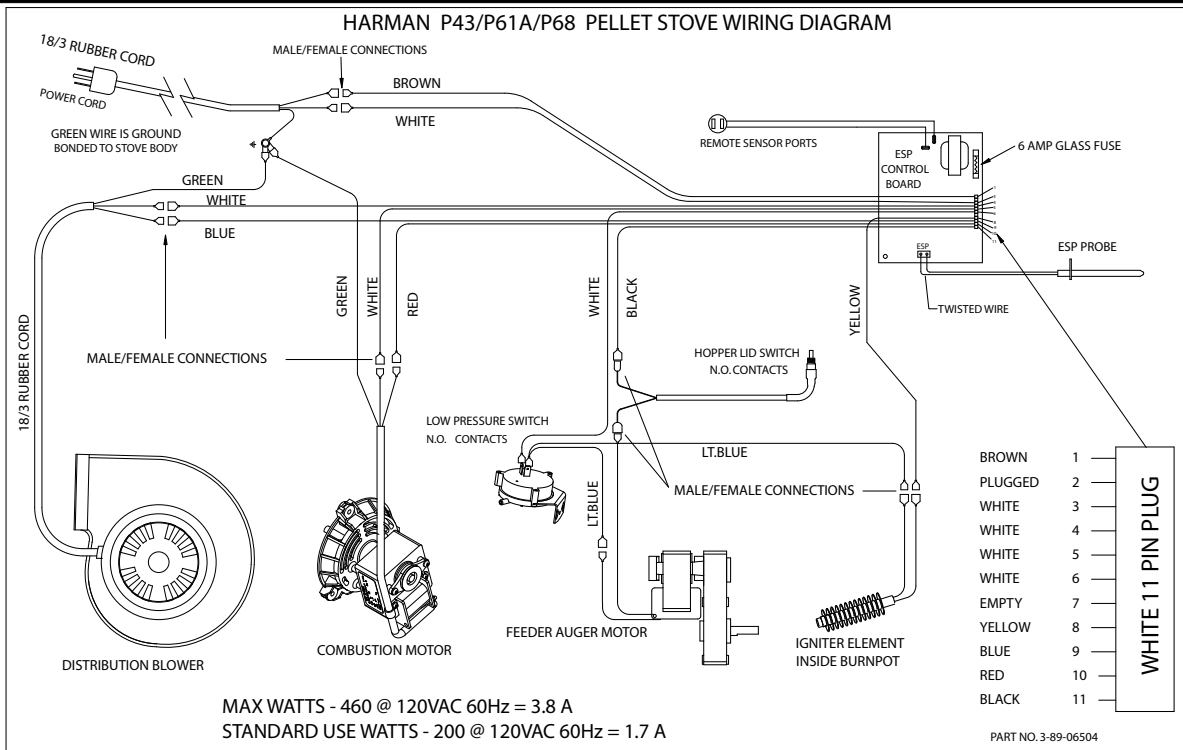 HARMAN P43/P61A/P68 PELLET STOVE WIRING DIAGRAM
18/3 RUBBER CORD
POWER CORD
MALE/FEMALE CONNECTIONS
BROWN
WHITE
GREEN WIRE IS GROUND
BONDED TO STOVE BODY
REMOTE SENSOR PORTS
ESP
CONTROL
BOARD
6 AMP GLASS FUSE
GREEN
WHITE
BLUE
ESP
ESP PROBE
TWISTED WIRE
GREEN
WHITE
RED
WHITE
BLACK
YELLOW
18/3 RUBBER CORD
MALE/FEMALE CONNECTIONS
HOPPER LID SWITCH
N.O. CONTACTS
LOW PRESSURE SWITCH
N.O. CONTACTS
LT.BLUE
LT.BLUE
MALE/FEMALE CONNECTIONS
DISTRIBUTION BLOWER
COMBUSTION MOTOR
FEEDER AUGER MOTOR
IGNITER ELEMENT
INSIDE BURNPOT
BROWN 1
PLUGGED 2
WHITE 3
WHITE 4
WHITE 5
WHITE 6
EMPTY 7
YELLOW 8
BLUE 9
RED 10
BLACK 11
WHITE 11 PIN PLUG
MAX WATTS - 460 @ 120VAC 60Hz = 3.8 A
STANDARD USE WATTS - 200 @ 120VAC 60Hz = 1.7 A
PART NO. 3-89-06504